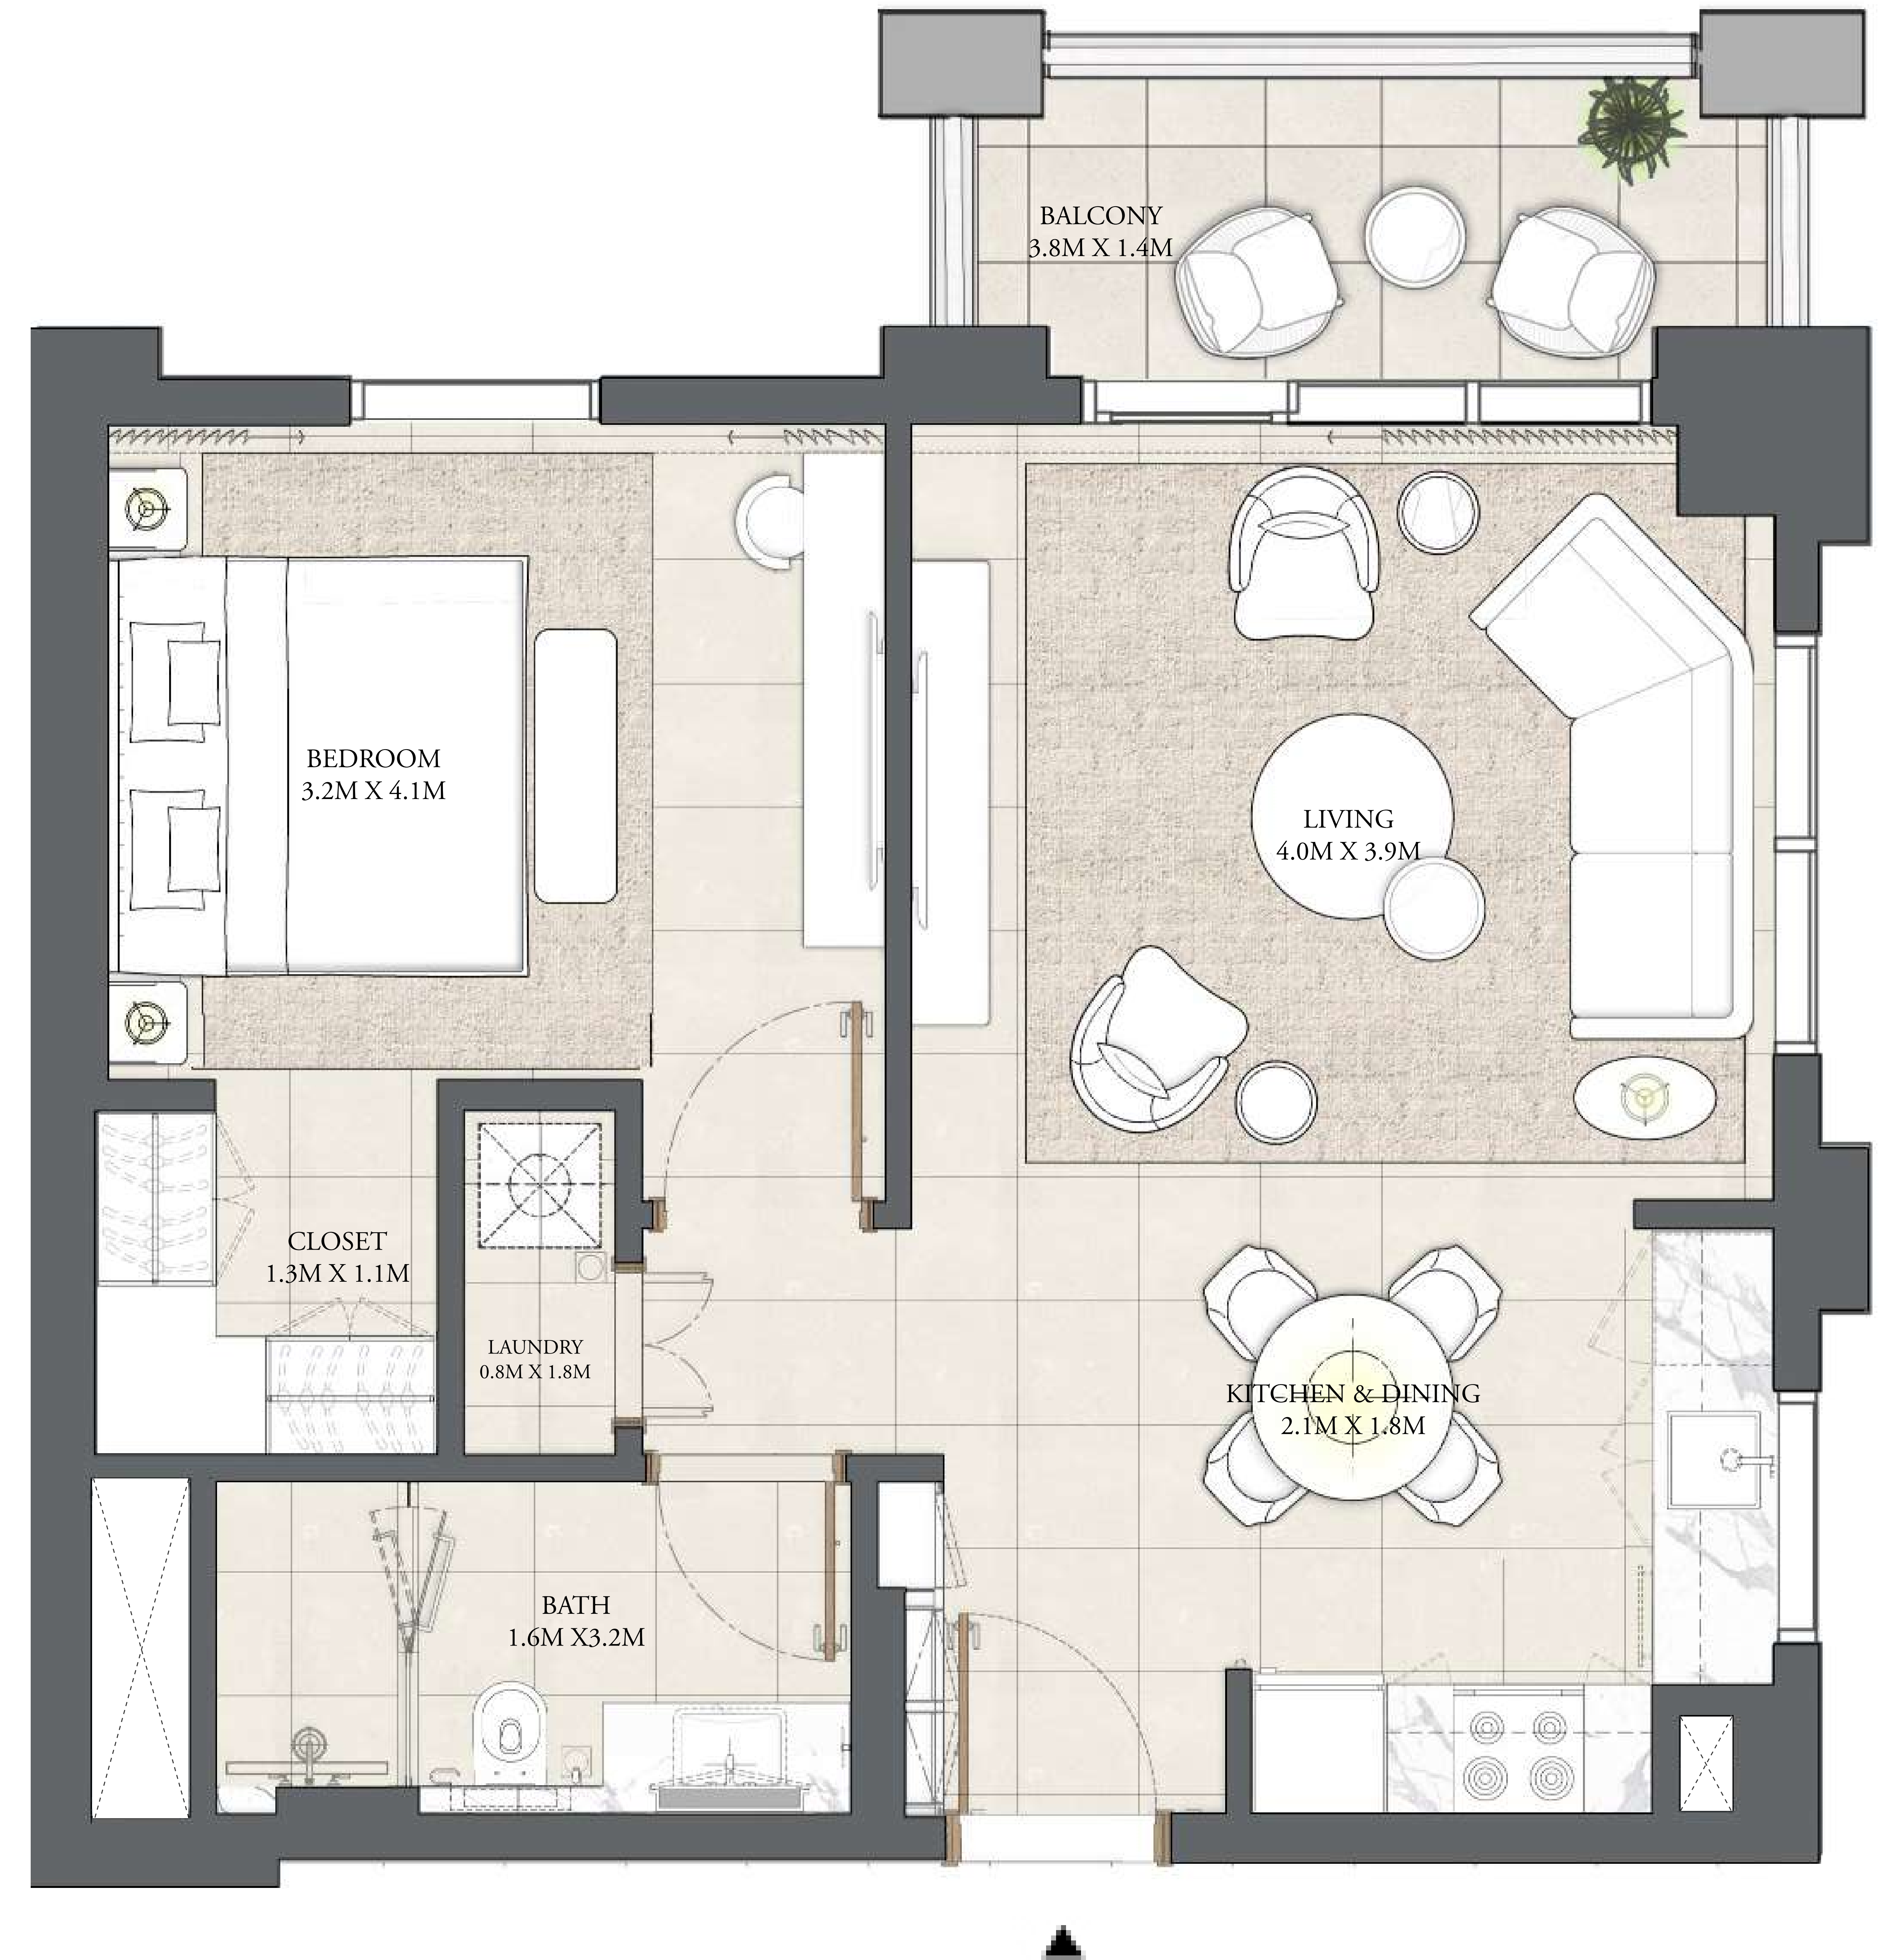 BALCONY
3.8M X 1.4M
BEDROOM
3.2M X 4.1M
LIVING
4.0M X 3.9M
CLOSET
1.3M X 1.1M
LAUNDRY
0.8M X 1.8M
KITCHEN & DINING
2.1M X 1.8M
BATH
1.6M X3.2M